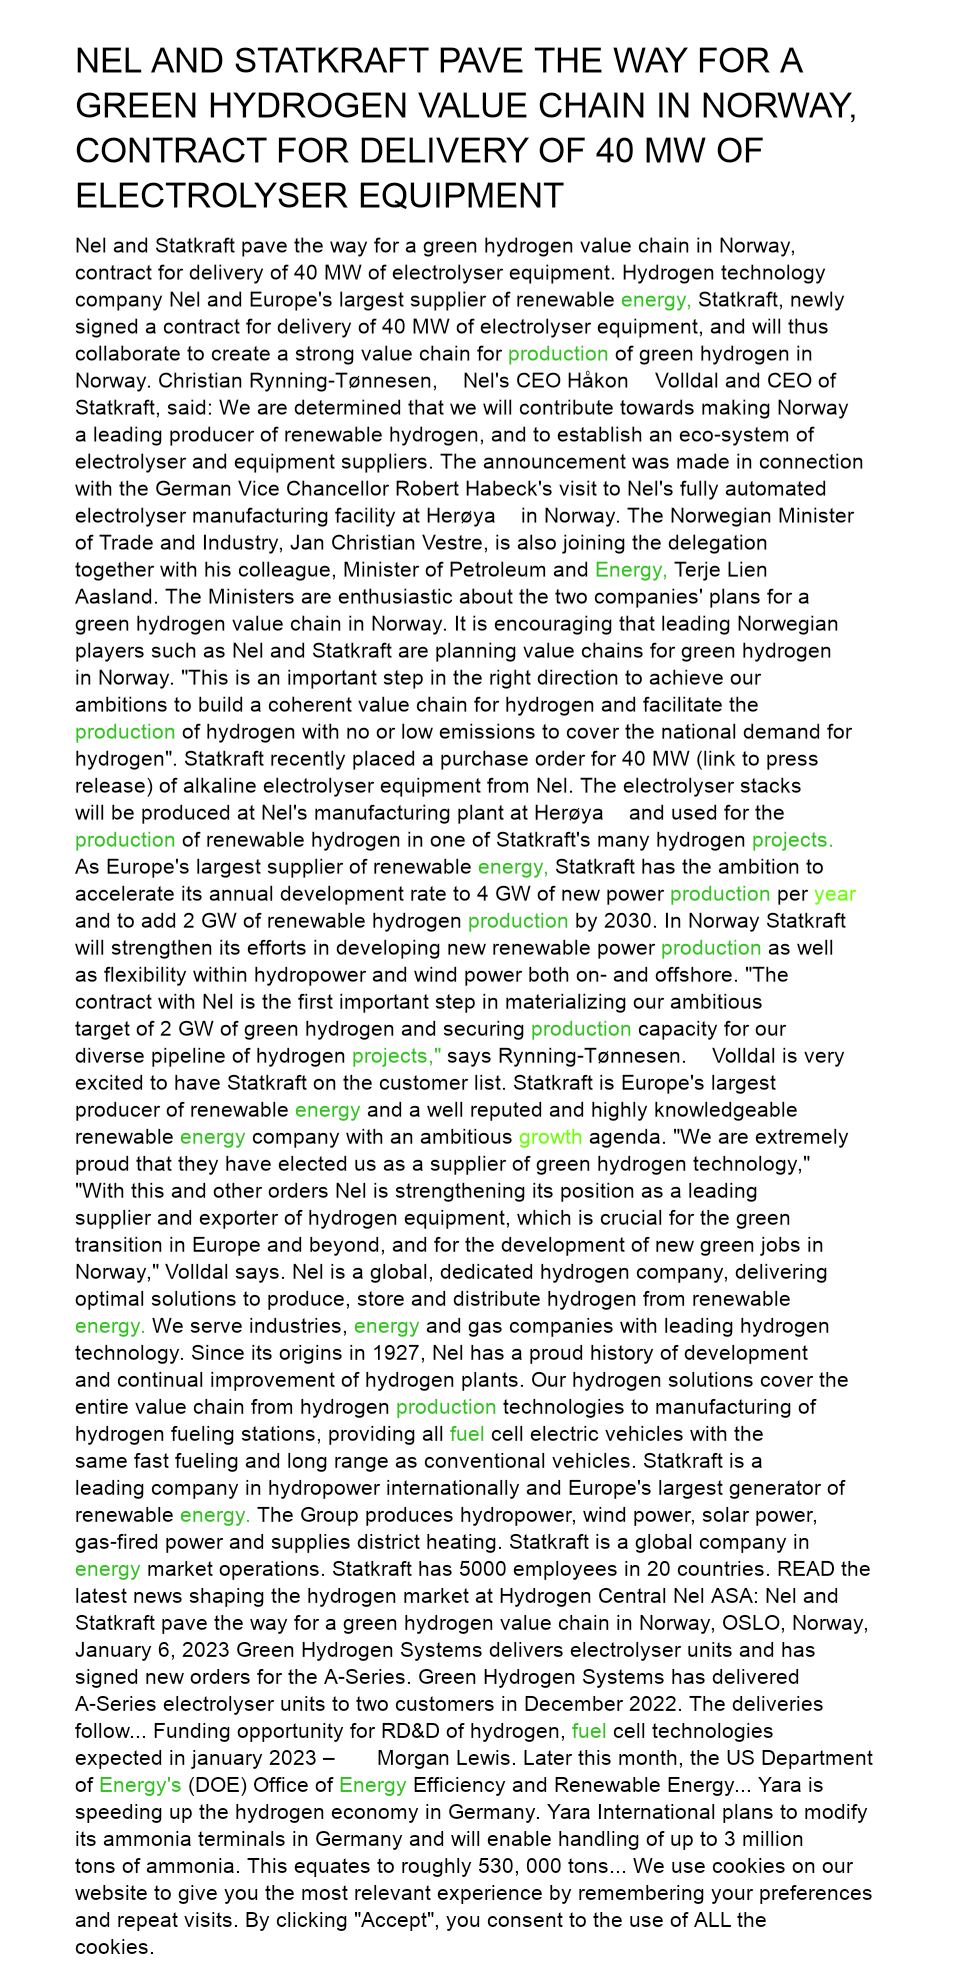 NEL AND STATKRAFT PAVE THE WAY FOR A
GREEN HYDROGEN VALUE CHAIN IN NORWAY,
CONTRACT FOR DELIVERY OF 40 MW OF
ELECTROLYSER EQUIPMENT
Nel and Statkraft pave the way for a green hydrogen value chain in Norway,
contract for delivery of 40 MW of electrolyser equipment. Hydrogen technology
company Nel and Europe's largest supplier of renewable energy, Statkraft, newly
signed a contract for delivery of 40 MW of electrolyser equipment, and will thus
collaborate to create a strong value chain for production of green hydrogen in
Norway. Christian Rynning-Tønnesen, Nel's CEO Håkon Volldal and CEO of
Statkraft, said: We are determined that we will contribute towards making Norway
a leading producer of renewable hydrogen, and to establish an eco-system of
electrolyser and equipment suppliers. The announcement was made in connection
with the German Vice Chancellor Robert Habeck's visit to Nel's fully automated
electrolyser manufacturing facility at Herøya in Norway. The Norwegian Minister
of Trade and Industry, Jan Christian Vestre, is also joining the delegation
together with his colleague, Minister of Petroleum and Energy, Terje Lien
Aasland. The Ministers are enthusiastic about the two companies' plans for a
green hydrogen value chain in Norway. It is encouraging that leading Norwegian
players such as Nel and Statkraft are planning value chains for green hydrogen
in Norway. "This is an important step in the right direction to achieve our
ambitions to build a coherent value chain for hydrogen and facilitate the
production of hydrogen with no or low emissions to cover the national demand for
hydrogen". Statkraft recently placed a purchase order for 40 MW (link to press
release) of alkaline electrolyser equipment from Nel. The electrolyser stacks
will be produced at Nel's manufacturing plant at Herøya and used for the
production of renewable hydrogen in one of Statkraft's many hydrogen projects.
As Europe's largest supplier of renewable energy, Statkraft has the ambition to
accelerate its annual development rate to 4 GW of new power production per year
and to add 2 GW of renewable hydrogen production by 2030. In Norway Statkraft
will strengthen its efforts in developing new renewable power production as well
as flexibility within hydropower and wind power both on- and offshore. "The
contract with Nel is the first important step in materializing our ambitious
target of 2 GW of green hydrogen and securing production capacity for our
diverse pipeline of hydrogen projects," says Rynning-Tønnesen. Volldal is very
excited to have Statkraft on the customer list. Statkraft is Europe's largest
producer of renewable energy and a well reputed and highly knowledgeable
renewable energy company with an ambitious growth agenda. "We are extremely
proud that they have elected us as a supplier of green hydrogen technology,"
"With this and other orders Nel is strengthening its position as a leading
supplier and exporter of hydrogen equipment, which is crucial for the green
transition in Europe and beyond, and for the development of new green jobs in
Norway," Volldal says. Nel is a global, dedicated hydrogen company, delivering
optimal solutions to produce, store and distribute hydrogen from renewable
energy. We serve industries, energy and gas companies with leading hydrogen
technology. Since its origins in 1927, Nel has a proud history of development
and continual improvement of hydrogen plants. Our hydrogen solutions cover the
entire value chain from hydrogen production technologies to manufacturing of
hydrogen fueling stations, providing all fuel cell electric vehicles with the
same fast fueling and long range as conventional vehicles. Statkraft is a
leading company in hydropower internationally and Europe's largest generator of
renewable energy. The Group produces hydropower, wind power, solar power,
gas-fired power and supplies district heating. Statkraft is a global company in
energy market operations. Statkraft has 5000 employees in 20 countries. READ the
latest news shaping the hydrogen market at Hydrogen Central Nel ASA: Nel and
Statkraft pave the way for a green hydrogen value chain in Norway, OSLO, Norway,
January 6, 2023 Green Hydrogen Systems delivers electrolyser units and has
signed new orders for the A-Series. Green Hydrogen Systems has delivered
A-Series electrolyser units to two customers in December 2022. The deliveries
follow... Funding opportunity for RD&D of hydrogen, fuel cell technologies
expected in january 2023 – Morgan Lewis. Later this month, the US Department
of Energy's (DOE) Office of Energy Efficiency and Renewable Energy... Yara is
speeding up the hydrogen economy in Germany. Yara International plans to modify
its ammonia terminals in Germany and will enable handling of up to 3 million
tons of ammonia. This equates to roughly 530, 000 tons... We use cookies on our
website to give you the most relevant experience by remembering your preferences
and repeat visits. By clicking "Accept", you consent to the use of ALL the
cookies.